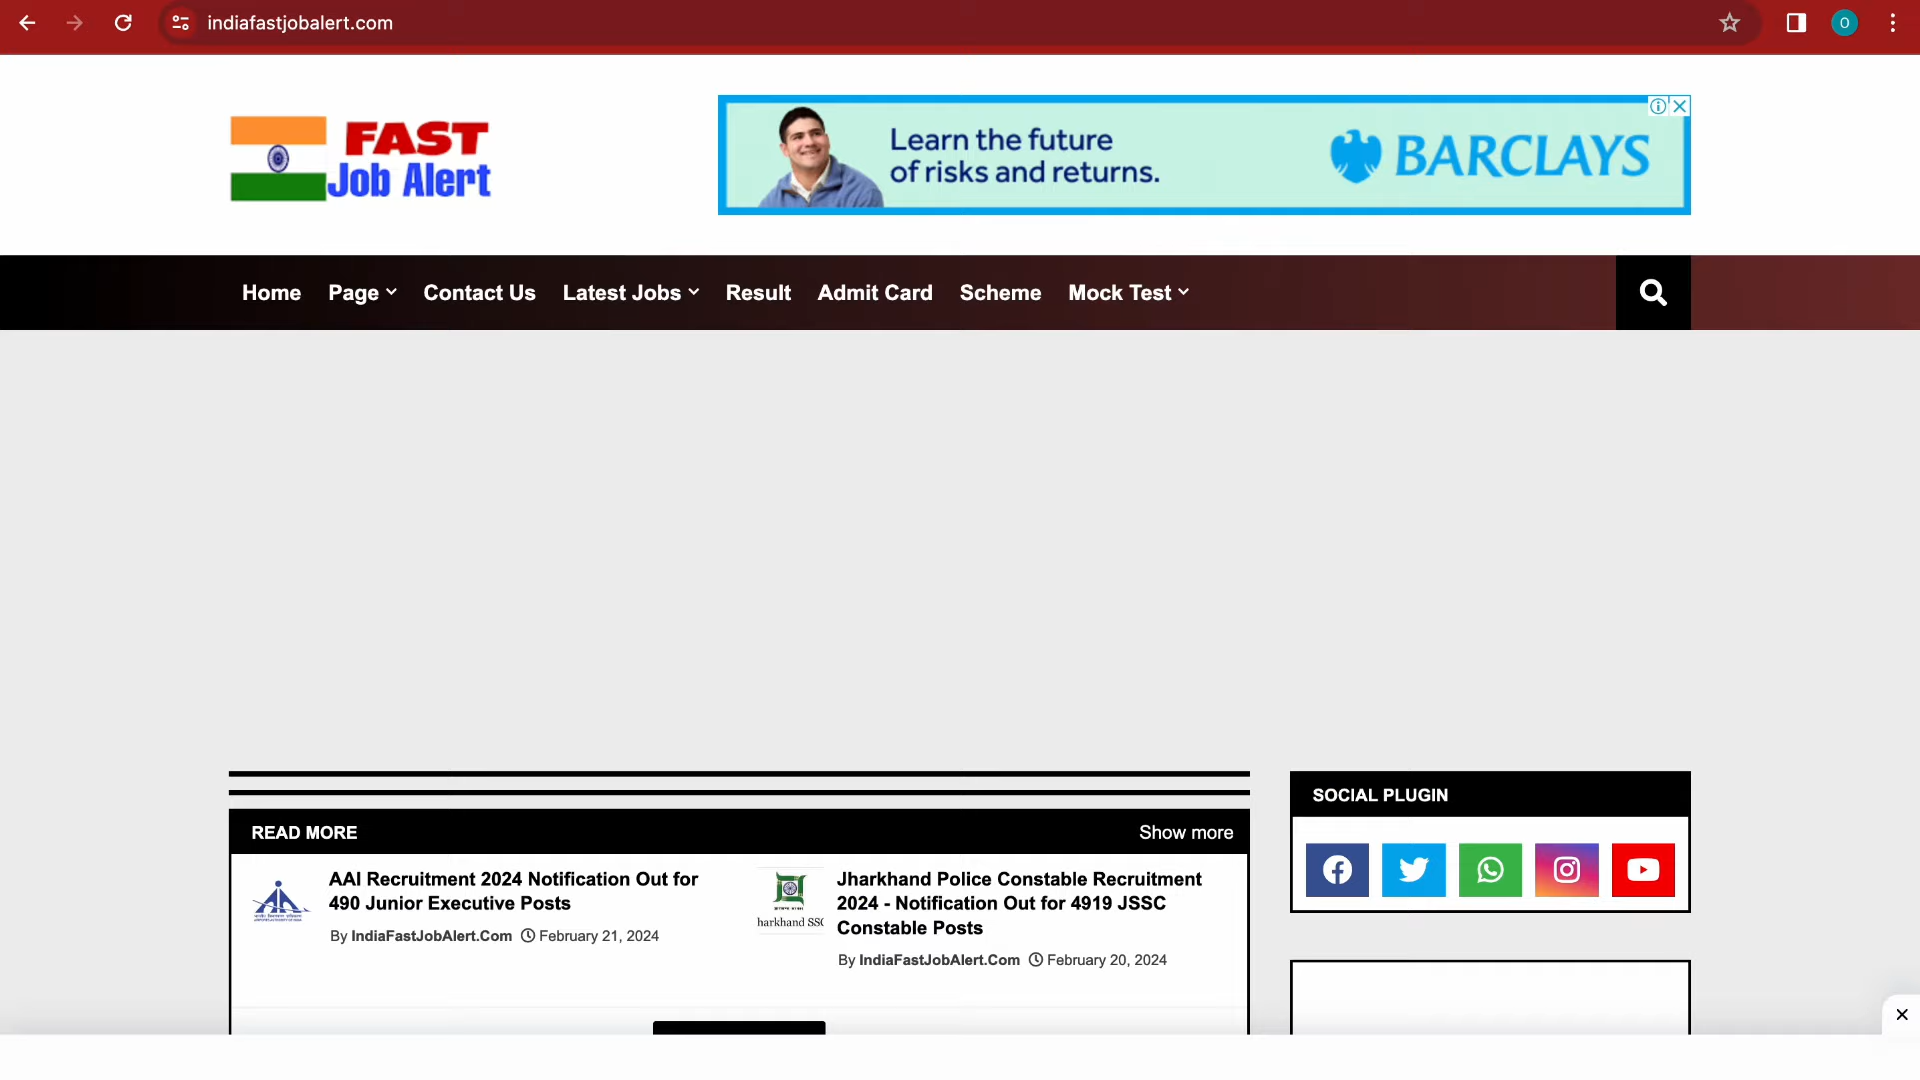 indiafastjobalert.com
O
FAST
Job Alert
Learn the future
of risks and returns.
BARCLAYS
Home Page Contact Us Latest Jobs Result Admit Card Scheme Mock Test
READ MORE
Show more
AAI Recruitment 2024 Notification Out for
490 Junior Executive Posts
By IndiaFastJobAlert.Com February 21, 2024
harkhand SSC
Jharkhand Police Constable Recruitment
2024 - Notification Out for 4919 JSSC
Constable Posts
By IndiaFastJobAlert.Com February 20, 2024
SOCIAL PLUGIN